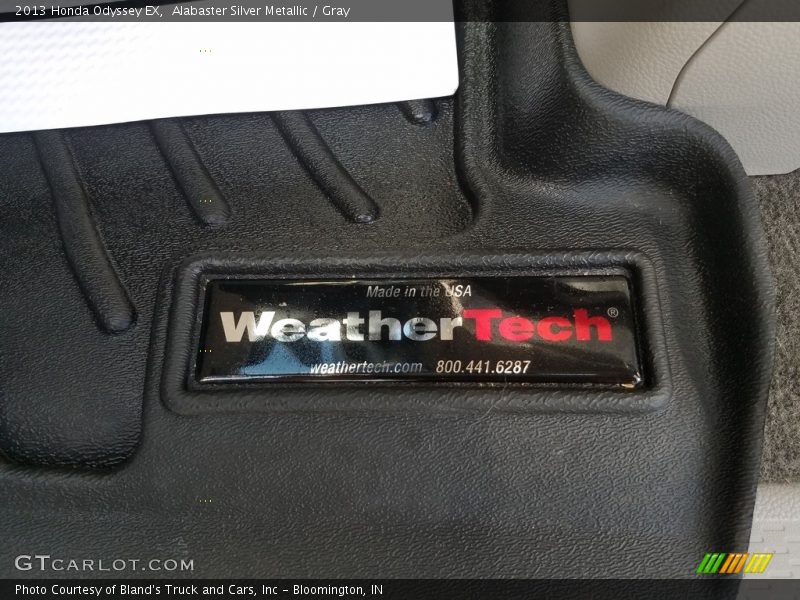 2013 Honda Odyssey EX,  Alabaster Silver Metallic / Gray
Made in the USA
WeatherTech®
weathertech.com 800.441.6287
GTCARLOT.COM
Photo Courtesy of Bland's Truck and Cars, Inc – Bloomington, IN